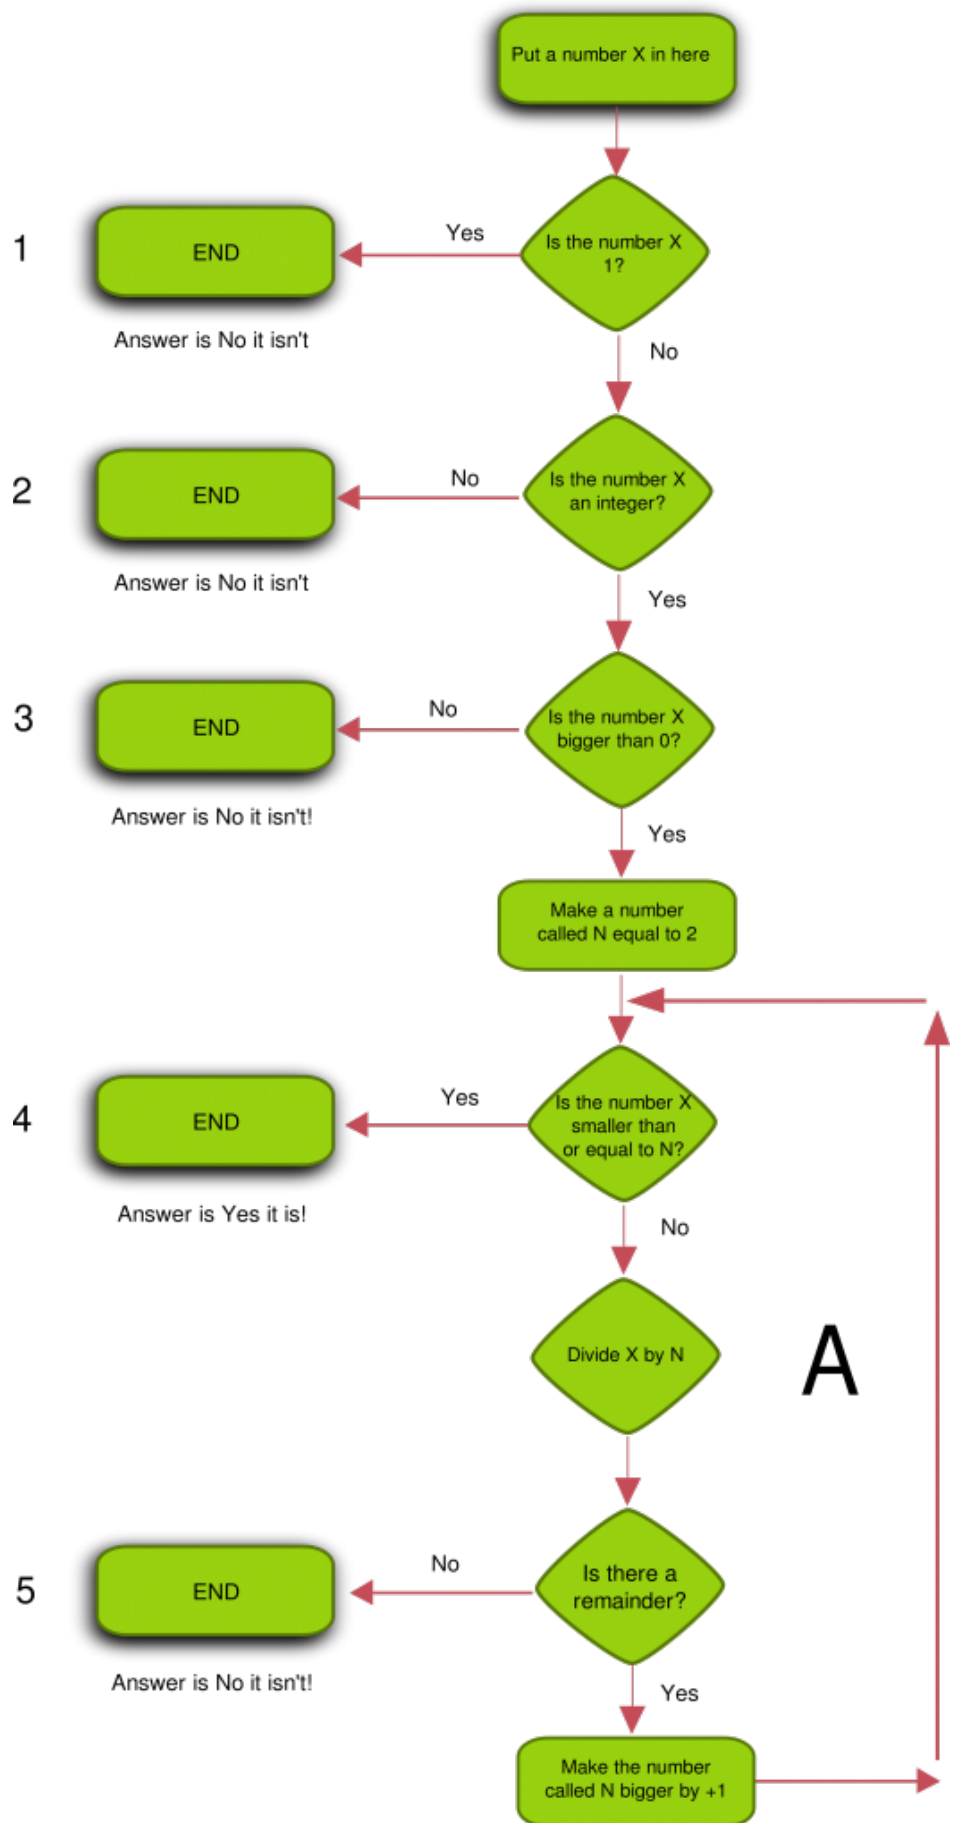 Put a number X in here
1
END
Yes
Is the number X
1?
Answer is No it isn't
No
2
END
No
Is the number X
an integer?
Answer is No it isn't
Yes
3
END
No
Is the number X
bigger than 0?
Answer is No it isn't!
Yes
Make a number
called N equal to 2
4
END
Yes
Is the number X
smaller than
or equal to N?
Answer is Yes it is!
No
Divide X by N
A
5
END
No
Is there a
remainder?
Answer is No it isn't!
Yes
Make the number
called N bigger by +1